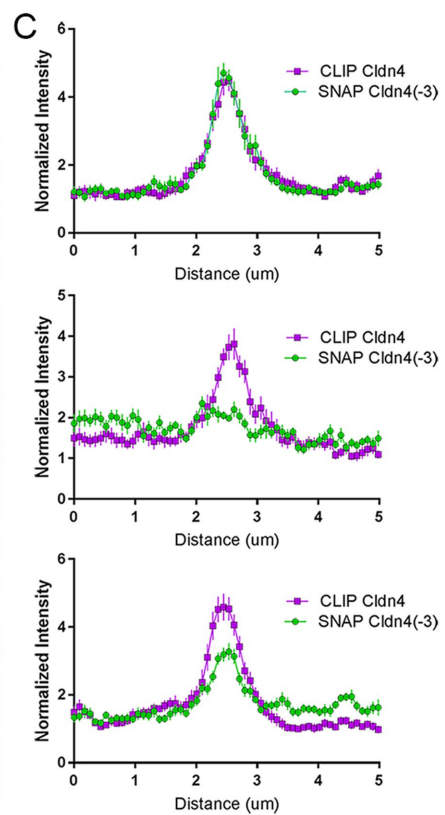 C
6
4
2
0
Normalized Intensity
CLIP Cldn4
SNAP Cldn4(-3)
0 1 2 3 4 5
Distance (um)
5
4
3
2
1
0
Normalized Intensity
CLIP Cldn4
SNAP Cldn4(-3)
0 1 2 3 4 5
Distance (um)
6
4
2
0
Normalized Intensity
CLIP Cldn4
SNAP Cldn4(-3)
0 1 2 3 4 5
Distance (um)